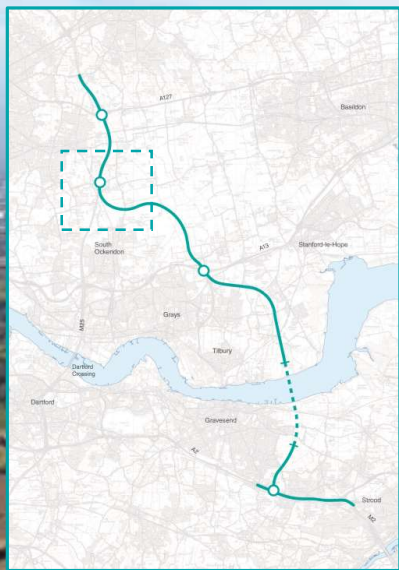 A127
Basildon
South
Ockendon
A13
Stanford-le-Hope
Grays
M25
Tilbury
Dartford
Crossing
Dartford
Gravesend
A2
Strood
M2